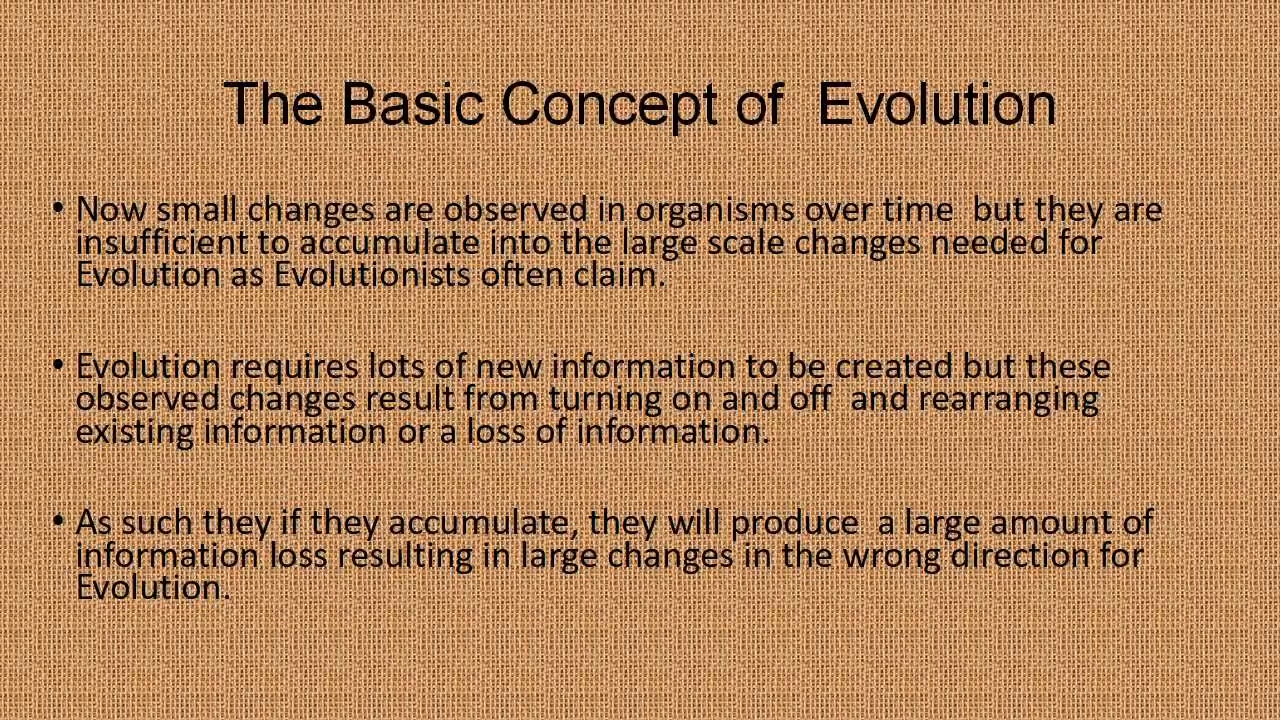 The Basic Concept of  Evolution
• Now small changes are observed in organisms over time  but they are
insufficient to accumulate into the large scale changes needed for
Evolution as Evolutionists often claim.
• Evolution requires lots of new information to be created but these
observed changes result from turning on and off  and rearranging
existing information or a loss of information.
• As such they if they accumulate, they will produce  a large amount of
information loss resulting in large changes in the wrong direction for
Evolution.